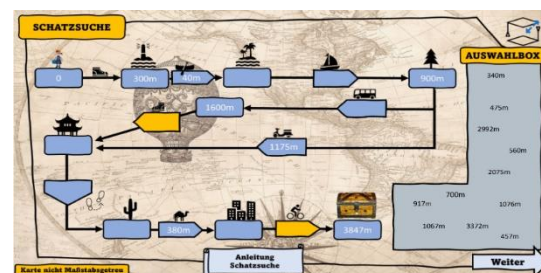 SCHATZSUCHE
AUSWAHLBOX
0
300m
40m
900m
1600m
1175m
380m
3847m
340m
475m
2992m
560m
2075m
700m
917m
1076m
1067m
3372m
457m
Anleitung
Schatzsuche
Weiter
Karte nicht Maßstabsgetreu